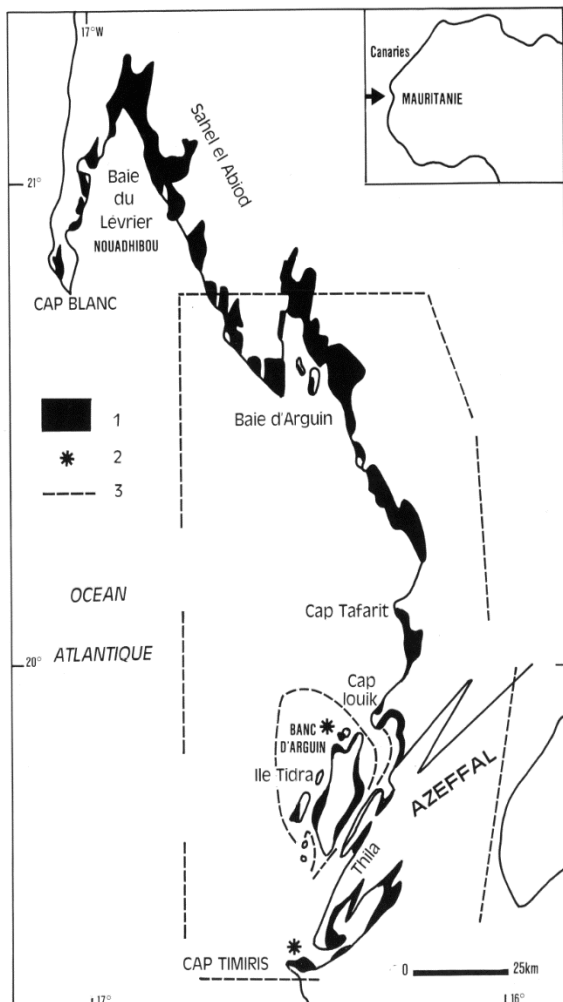 17°W
Canaries
MAURITANIE
Sahel el Abiod
21°
Baie
du
Lévrier
NOUADHIBOU
CAP BLANC
Baie d'Arguin
1
2
3
OCEAN
ATLANTIQUE
Cap Tafarit
20°
Cap
Iouik
BANC
D'ARGUIN
Ile Tidra
AZEFFAL
Thila
CAP TIMIRIS
0 25km
17°
16°